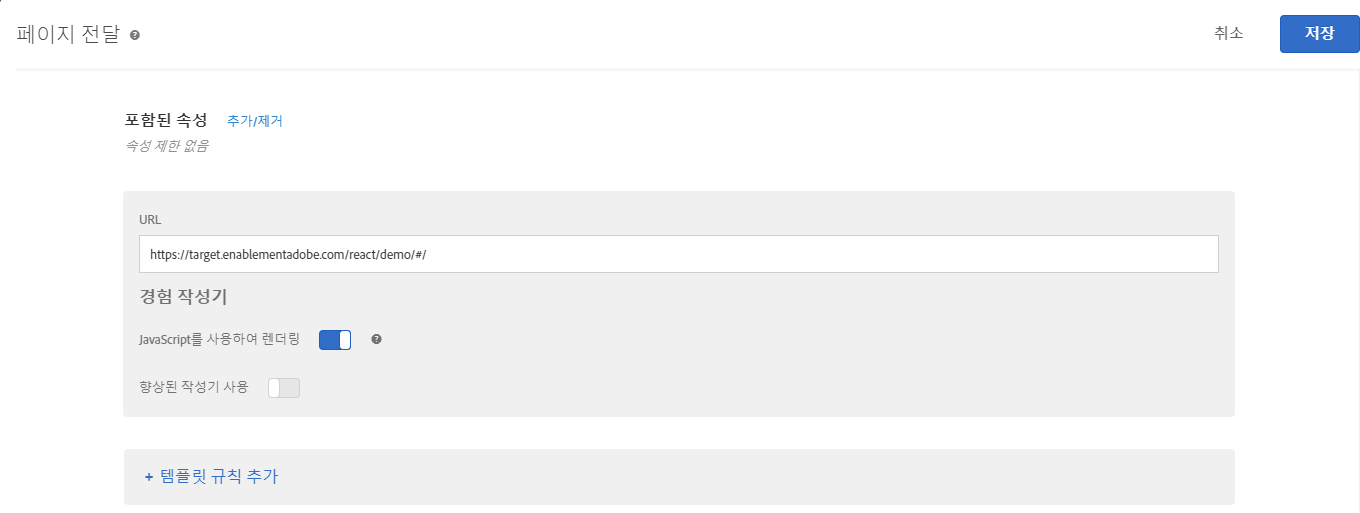 페이지 전달
취소
저장
포함된 속성 추가/제거
속성 제한 없음
URL
https://target.enablementadobe.com/react/demo/#/
경험 작성기
JavaScript를 사용하여 렌더링
향상된 작성기 사용
+ 템플릿 규칙 추가